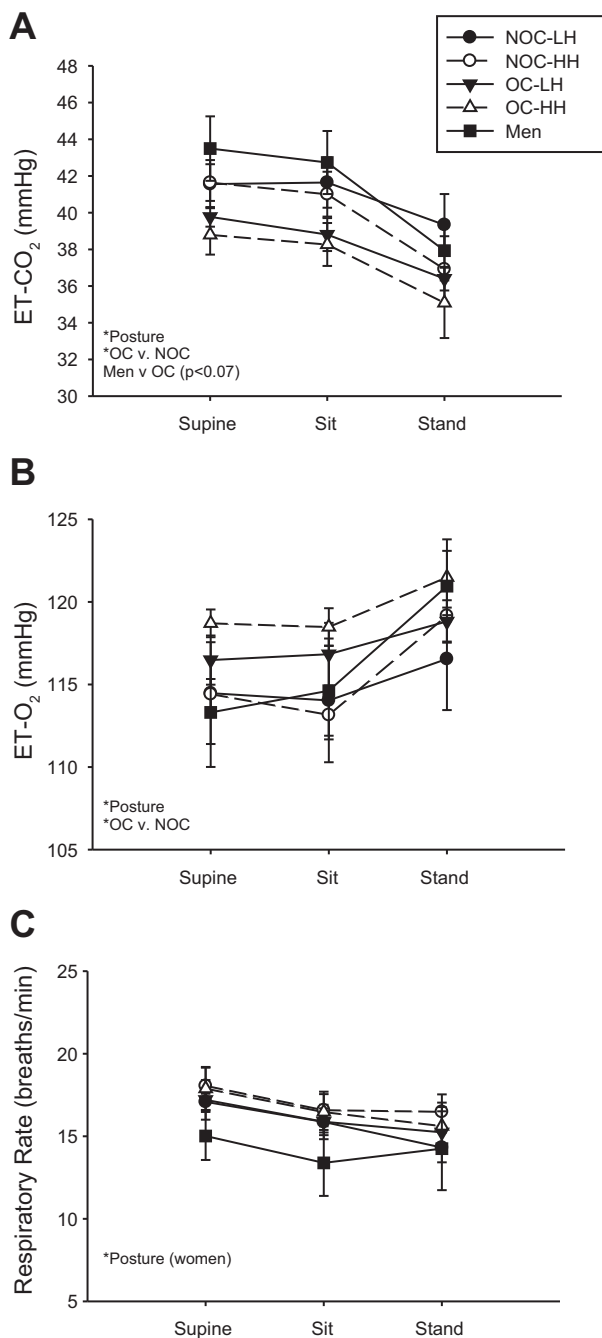 A
NOC-LH
NOC-HH
OC-LH
OC-HH
Men
ET-CO₂ (mmHg)
48
46
44
42
40
38
36
34
32
30
*Posture
*OC v. NOC
Men v OC (p<0.07)
Supine Sit Stand
B
ET-O₂ (mmHg)
125
120
115
110
105
*Posture
*OC v. NOC
Supine Sit Stand
C
Respiratory Rate (breaths/min)
25
20
15
10
5
*Posture (women)
Supine Sit Stand